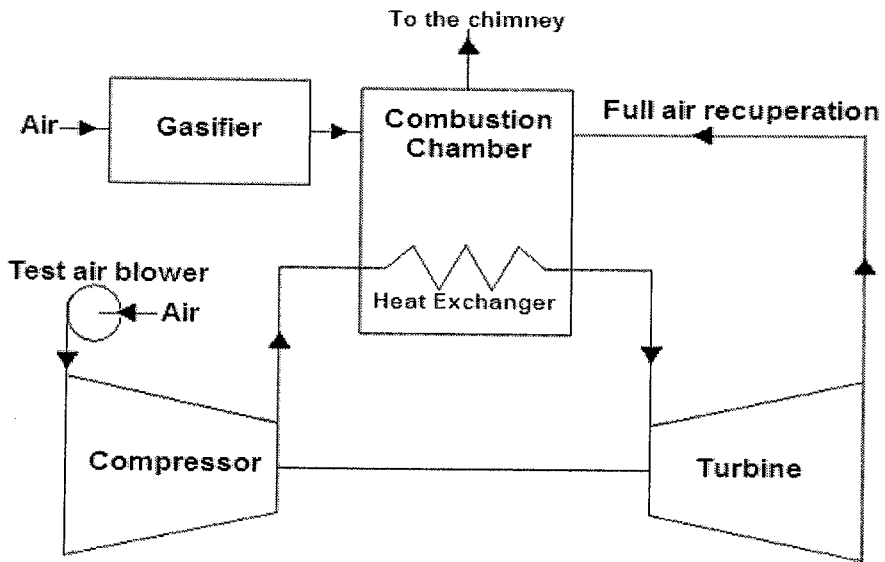 To the chimney
Air
Gasifier
Combustion
Chamber
Full air recuperation
Test air blower
Air
Heat Exchanger
Compressor
Turbine